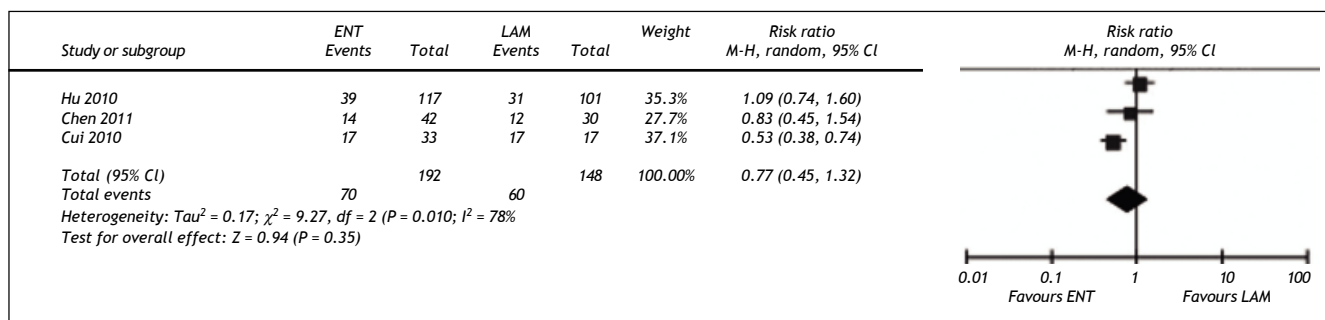 ENT LAM Weight Risk ratio Risk ratio
Study or subgroup Events Total Events Total M-H, random, 95% Cl M-H, random, 95% Cl
Hu 2010 39 117 31 101 35.3% 1.09 (0.74, 1.60)
Chen 2011 14 42 12 30 27.7% 0.83 (0.45, 1.54)
Cui 2010 17 33 17 17 37.1% 0.53 (0.38, 0.74)
Total (95% Cl) 192 148 100.00% 0.77 (0.45, 1.32)
Total events 70 60
Heterogeneity: Tau² = 0.17; χ² = 9.27, df = 2 (P = 0.010; I² = 78%
Test for overall effect: Z = 0.94 (P = 0.35)
0.01 0.1 1 10 100
Favours ENT Favours LAM